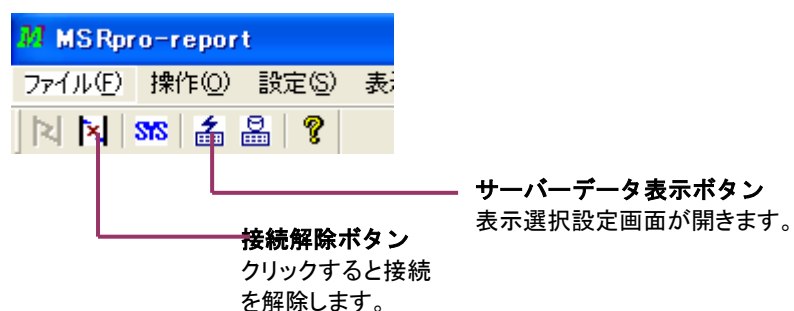 MSRpro-report
ファイル(F) 操作(O) 設定(S) 表
SYS ?
サーバーデータ表示ボタン
表示選択設定画面が開きます。
接続解除ボタン
クリックすると接続
を解除します。